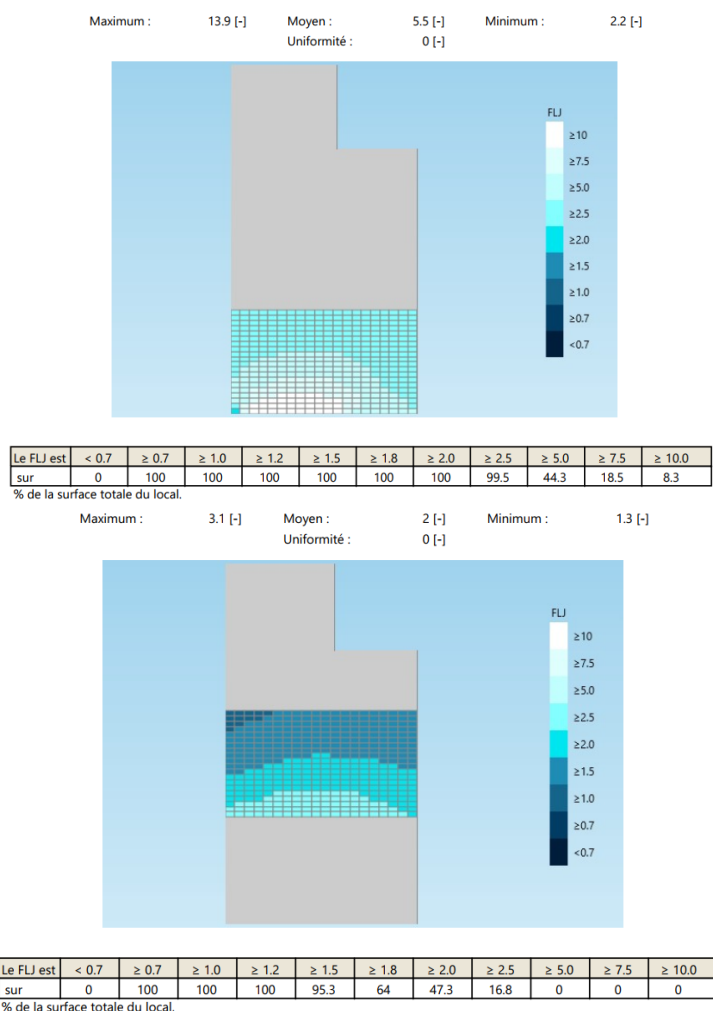 Maximum : 13.9 [-] Moyen : 5.5 [-] Minimum : 2.2 [-]
Uniformité : 0 [-]
FLJ
≥10
≥7.5
≥5.0
≥2.5
≥2.0
≥1.5
≥1.0
≥0.7
<0.7
Le FLJ est < 0.7 ≥ 0.7 ≥ 1.0 ≥ 1.2 ≥ 1.5 ≥ 1.8 ≥ 2.0 ≥ 2.5 ≥ 5.0 ≥ 7.5 ≥ 10.0
sur 0 100 100 100 100 100 100 99.5 44.3 18.5 8.3
% de la surface totale du local.
Maximum : 3.1 [-] Moyen : 2 [-] Minimum : 1.3 [-]
Uniformité : 0 [-]
FLJ
≥10
≥7.5
≥5.0
≥2.5
≥2.0
≥1.5
≥1.0
≥0.7
<0.7
Le FLJ est < 0.7 ≥ 0.7 ≥ 1.0 ≥ 1.2 ≥ 1.5 ≥ 1.8 ≥ 2.0 ≥ 2.5 ≥ 5.0 ≥ 7.5 ≥ 10.0
sur 0 100 100 100 95.3 64 47.3 16.8 0 0 0
% de la surface totale du local.